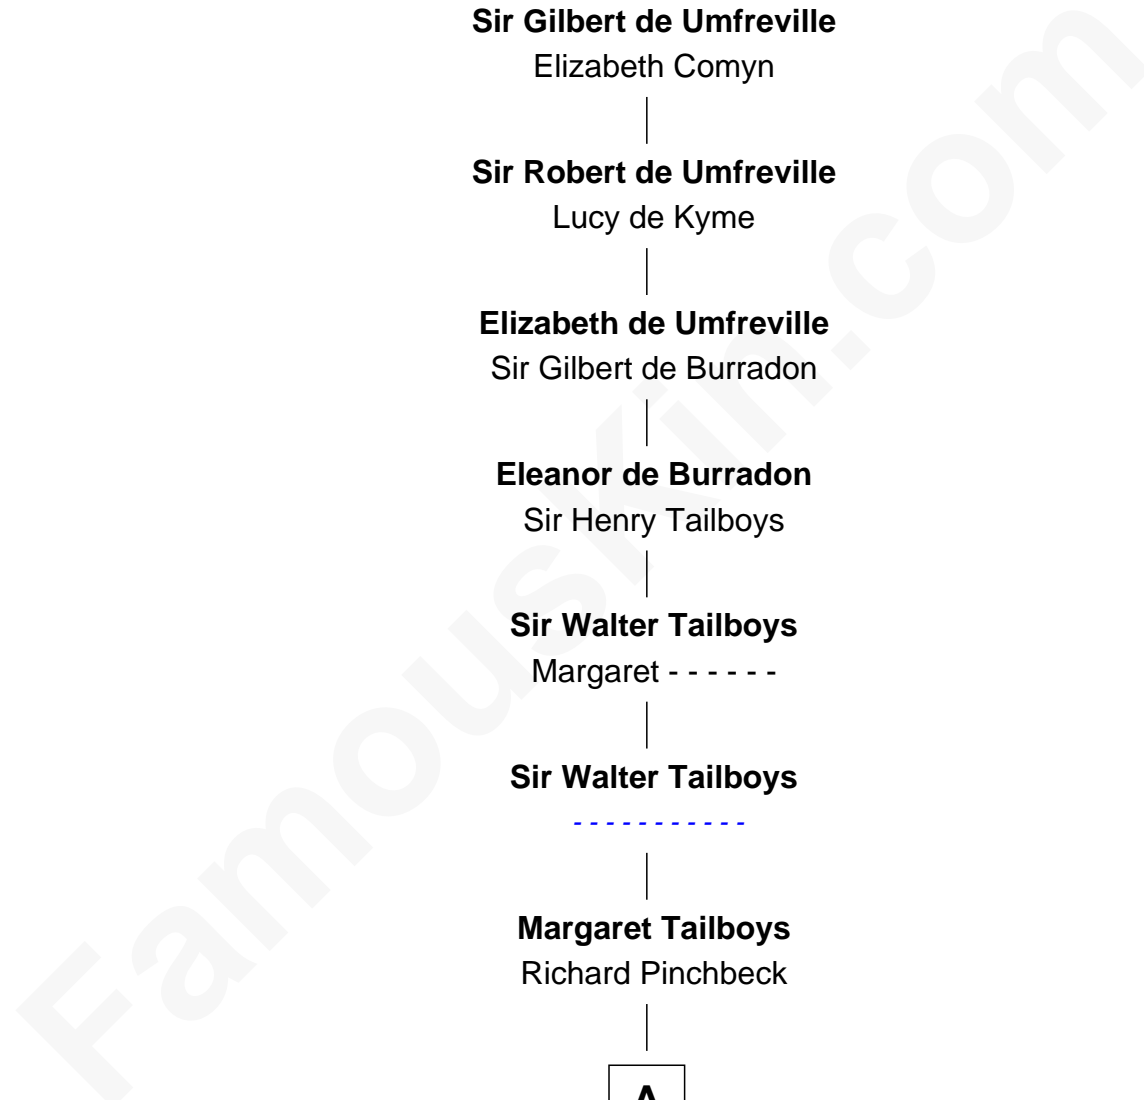 Sir Gilbert de Umfreville
Elizabeth Comyn
Sir Robert de Umfreville
Lucy de Kyme
Elizabeth de Umfreville
Sir Gilbert de Burradon
Eleanor de Burradon
Sir Henry Tailboys
Sir Walter Tailboys
Margaret - - - - - -
Sir Walter Tailboys
- - - - - - - - - - -
Margaret Tailboys
Richard Pinchbeck
A
FamousKin.com